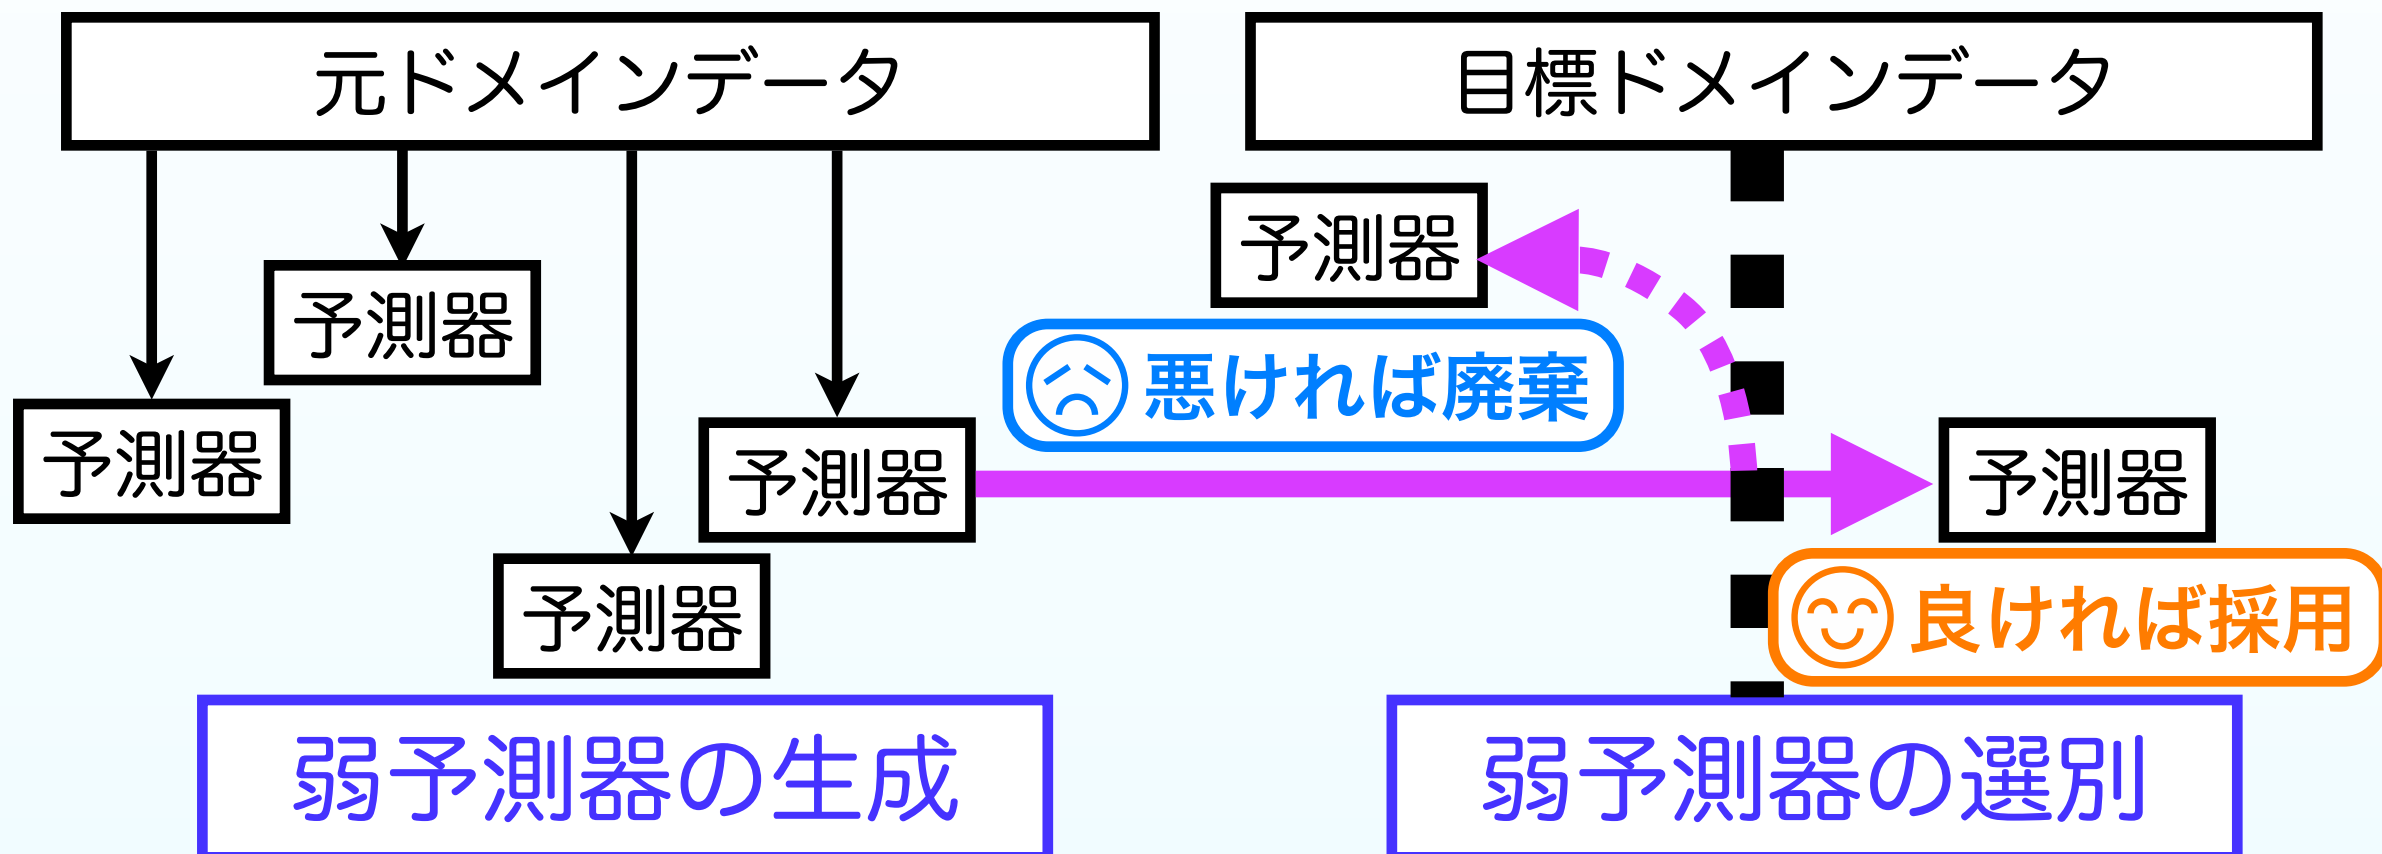 元ドメインデータ
目標ドメインデータ
予測器
予測器
予測器
悪ければ廃棄
予測器
予測器
予測器
良ければ採用
弱予測器の生成
弱予測器の選別